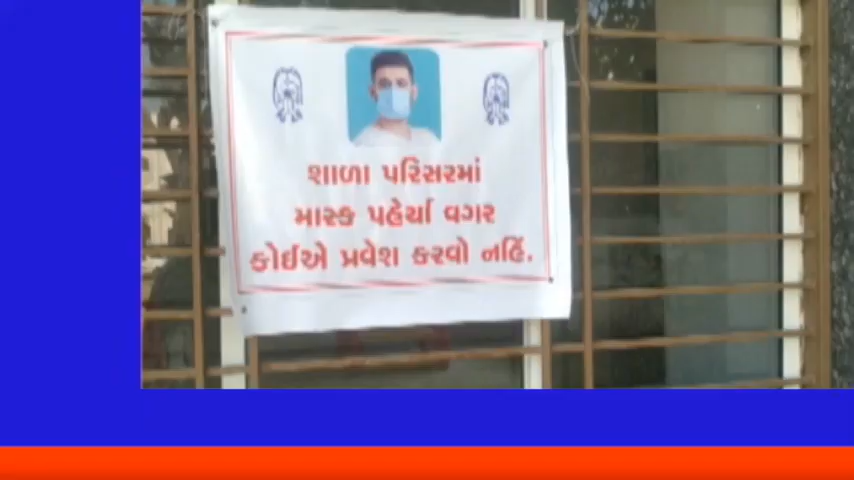 શાળા પરિસરમાં
માસ્ક પહેર્યા વગર
કોઈએ પ્રવેશ કરવો નહિં.